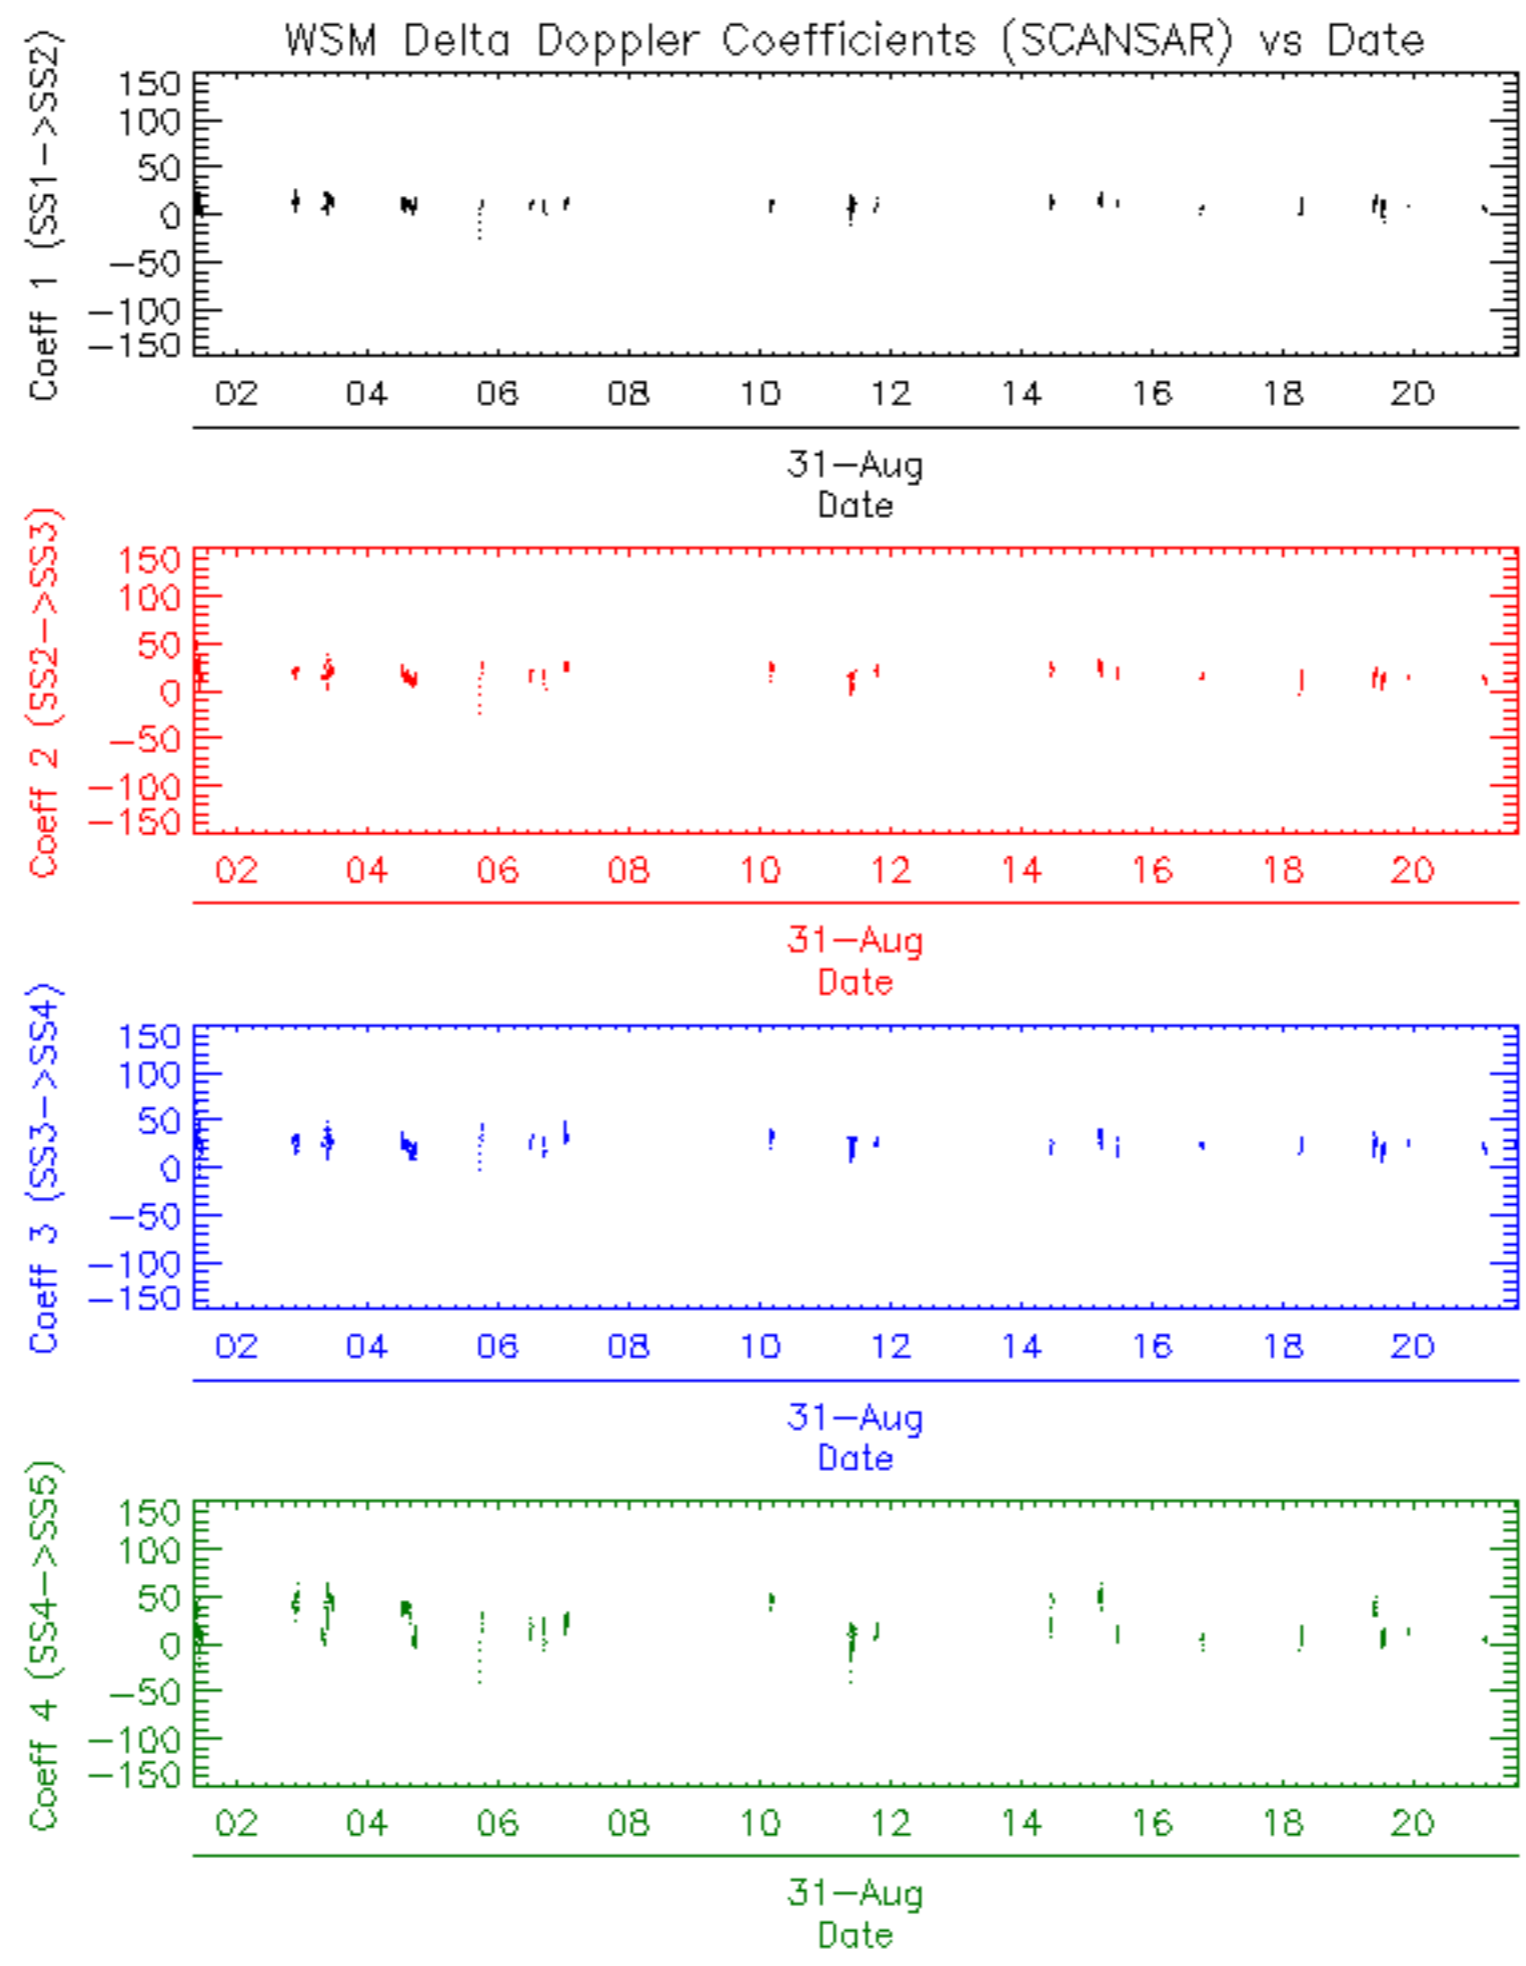 WSM Delta Doppler Coefficients (SCANSAR) vs Date
Coeff 1 (SS1->SS2)
150
100
50
0
-50
-100
-150
02 04 06 08 10 12 14 16 18 20
31-Aug
Date
Coeff 2 (SS2->SS3)
150
100
50
0
-50
-100
-150
02 04 06 08 10 12 14 16 18 20
31-Aug
Date
Coeff 3 (SS3->SS4)
150
100
50
0
-50
-100
-150
02 04 06 08 10 12 14 16 18 20
31-Aug
Date
Coeff 4 (SS4->SS5)
150
100
50
0
-50
-100
-150
02 04 06 08 10 12 14 16 18 20
31-Aug
Date